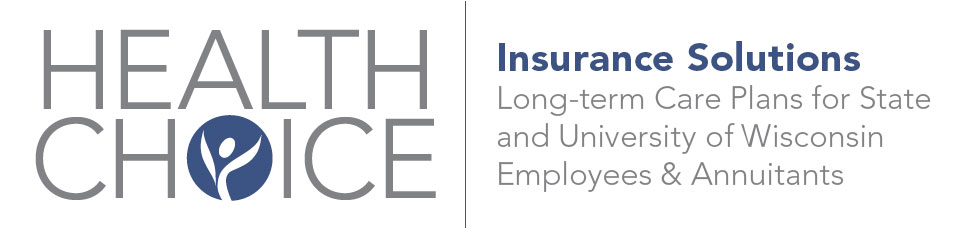 HEALTH
CHOICE
Insurance Solutions
Long-term Care Plans for State
and University of Wisconsin
Employees & Annuitants